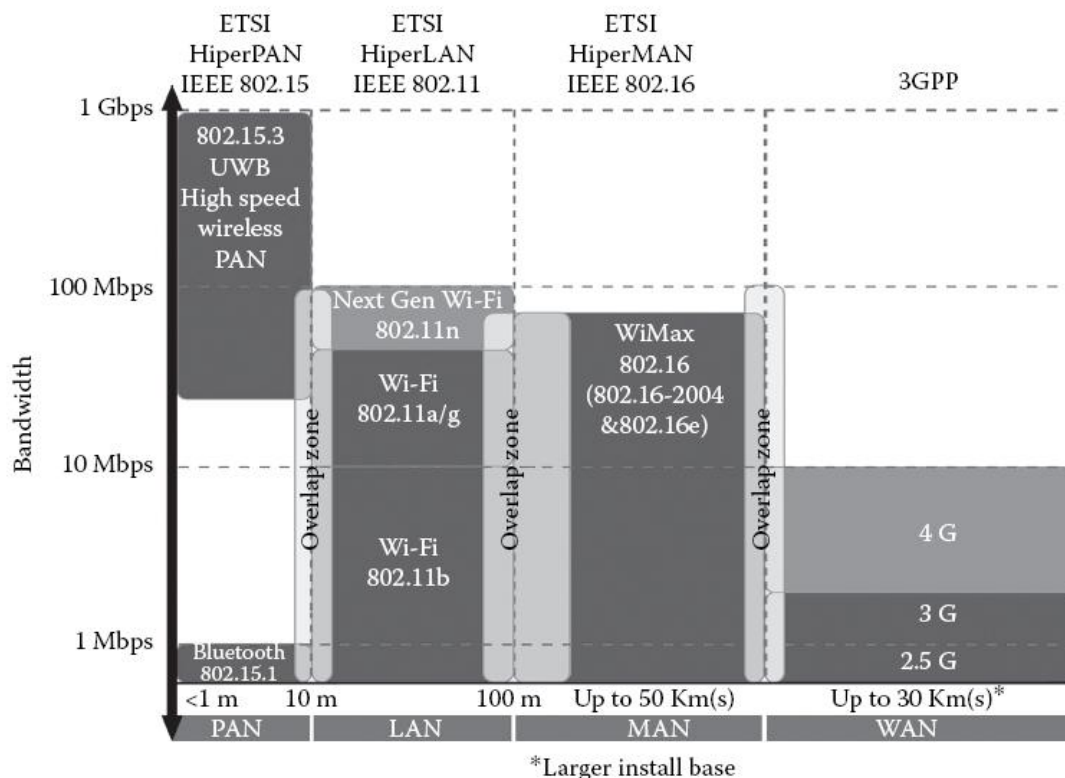 ETSI
HiperPAN
IEEE 802.15
ETSI
HiperLAN
IEEE 802.11
ETSI
HiperMAN
IEEE 802.16
3GPP
Bandwidth
1 Gbps
100 Mbps
10 Mbps
1 Mbps
802.15.3
UWB
High speed
wireless
PAN
Bluetooth
802.15.1
Overlap zone
Next Gen Wi-Fi
802.11n
Wi-Fi
802.11a/g
Wi-Fi
802.11b
Overlap zone
WiMax
802.16
(802.16-2004
&802.16e)
Overlap zone
4 G
3 G
2.5 G
<1 m
10 m
100 m
Up to 50 Km(s)
Up to 30 Km(s)*
PAN
LAN
MAN
WAN
*Larger install base